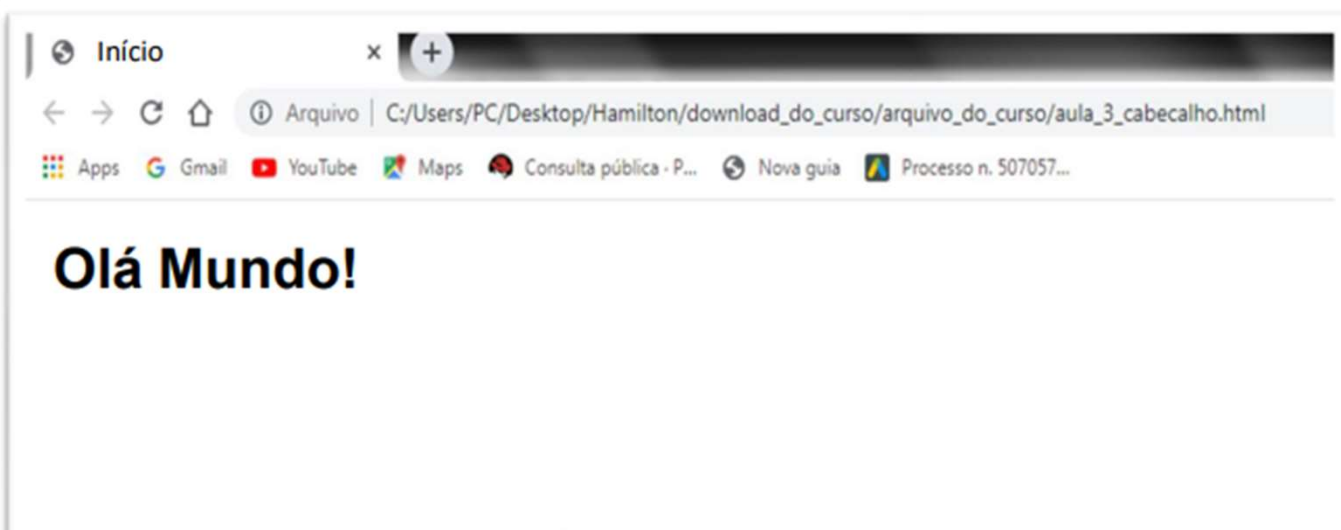 Início
Arquivo | C:/Users/PC/Desktop/Hamilton/download_do_curso/arquivo_do_curso/aula_3_cabecalho.html
Apps Gmail YouTube Maps Consulta pública - P... Nova guia Processo n. 507057...
Olá Mundo!